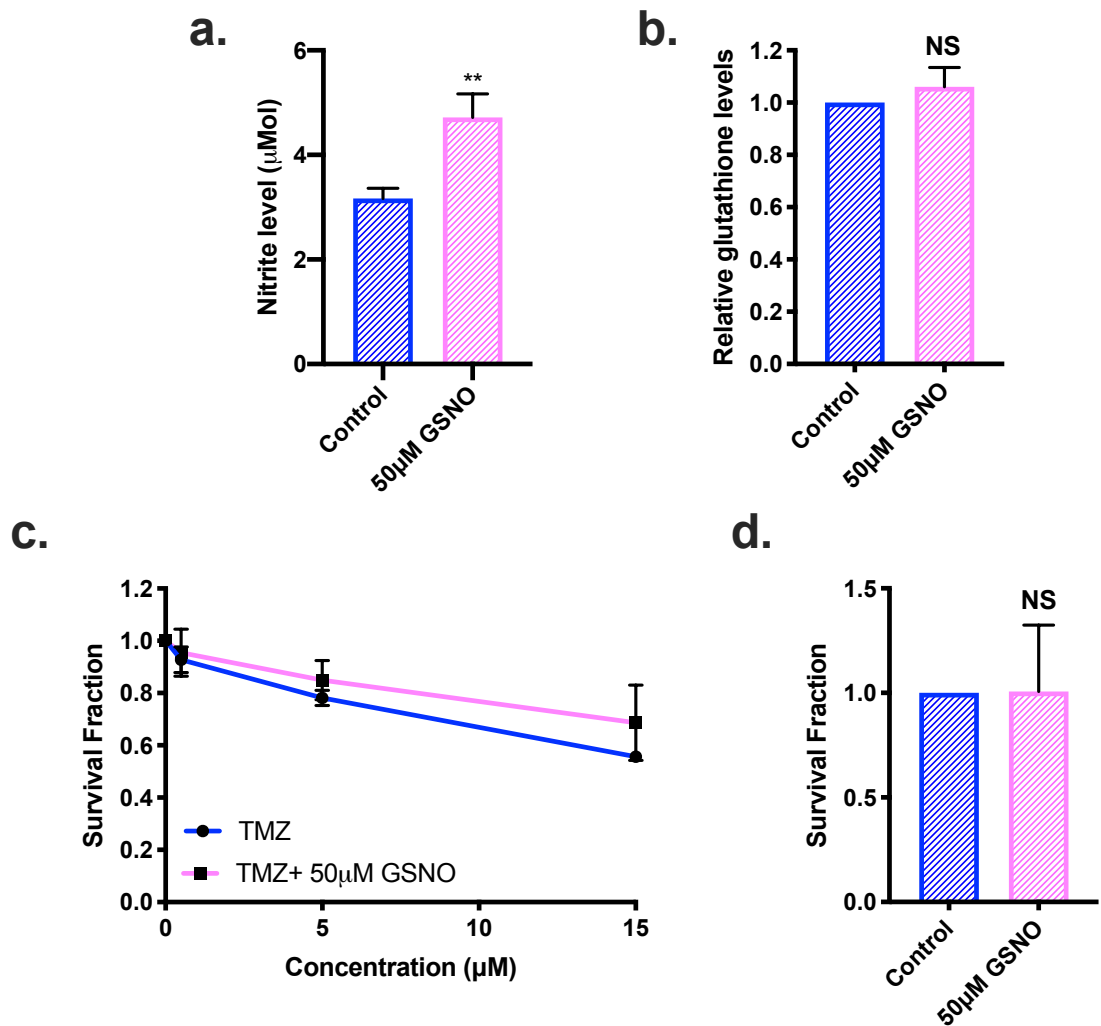 a.
Nitrite level (μMol)
6
4
2
0
**
Control
50μM GSNO
b.
Relative glutathione levels
1.2
1.0
0.8
0.6
0.4
0.2
0.0
NS
Control
50μM GSNO
c.
Survival Fraction
1.2
1.0
0.8
0.6
0.4
0.2
0.0
TMZ
TMZ+ 50μM GSNO
0
5
10
15
Concentration (μM)
d.
Survival Fraction
1.5
1.0
0.5
0.0
NS
Control
50μM GSNO